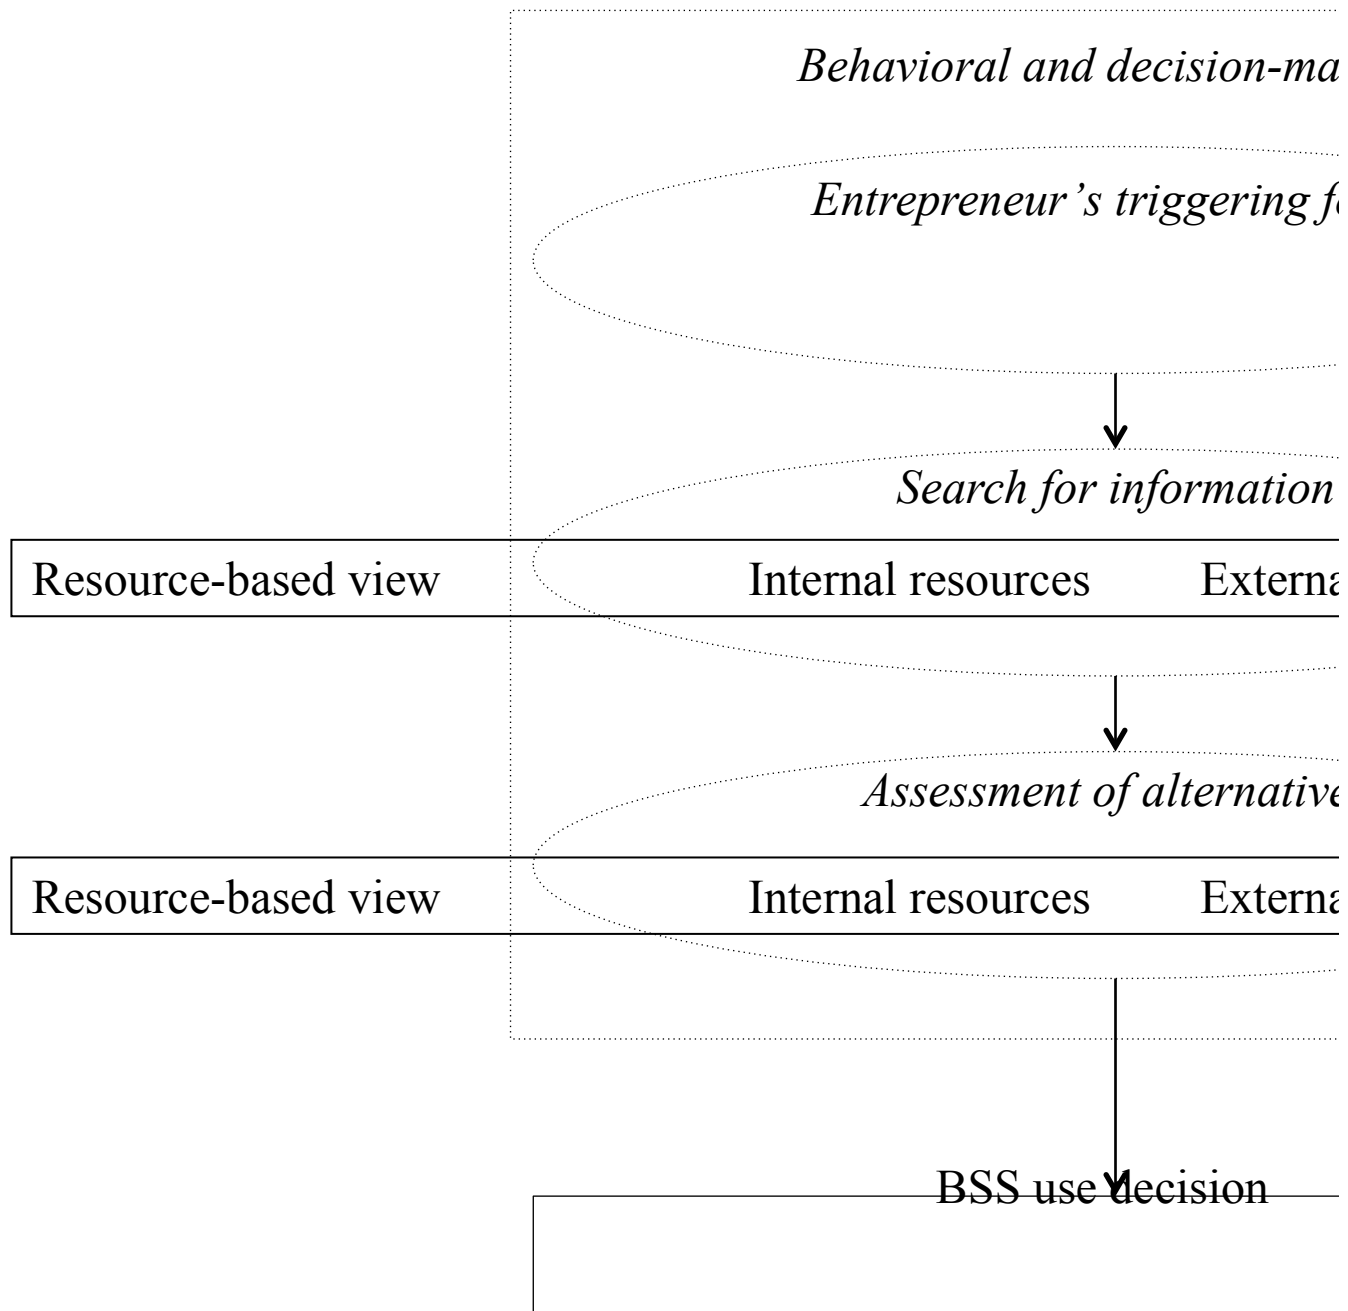 Behavioral and decision-ma
Entrepreneur's triggering f
Search for information
Resource-based view Internal resources Externa
Assessment of alternative
Resource-based view Internal resources Externa
BSS use decision